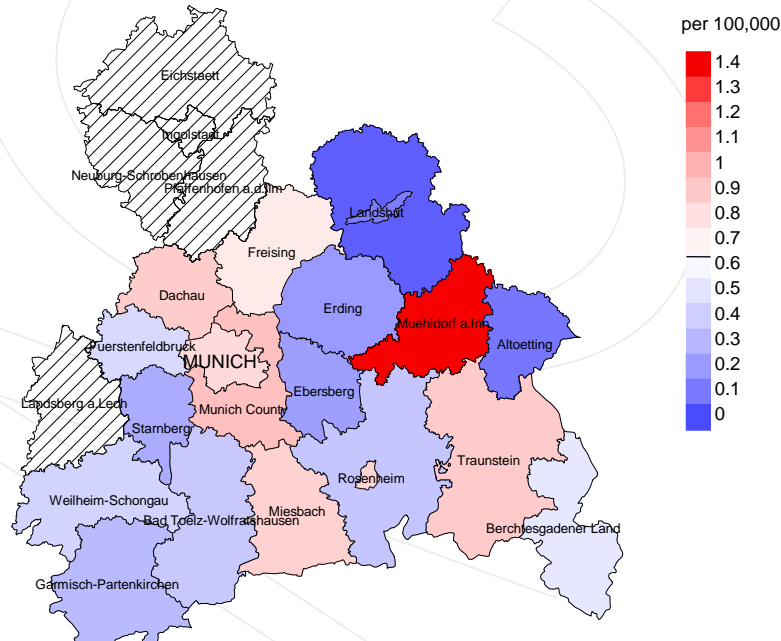 per 100,000
1.4
1.3
1.2
1.1
1
0.9
0.8
0.7
0.6
0.5
0.4
0.3
0.2
0.1
0
Eichstaett
Ingolstadt
Neuburg-Schrobenhausen
Pfaffenhofen a.d.Ilm
Landshut
Freising
Dachau
Erding
Muehldorf a.Inn
Altoetting
Fuerstenfeldbruck
MUNICH
Ebersberg
Landsberg a.Lech
Munich County
Starnberg
Traunstein
Rosenheim
Weilheim-Schongau
Miesbach
Bad Toelz-Wolfratshausen
Berchtesgadener Land
Garmisch-Partenkirchen